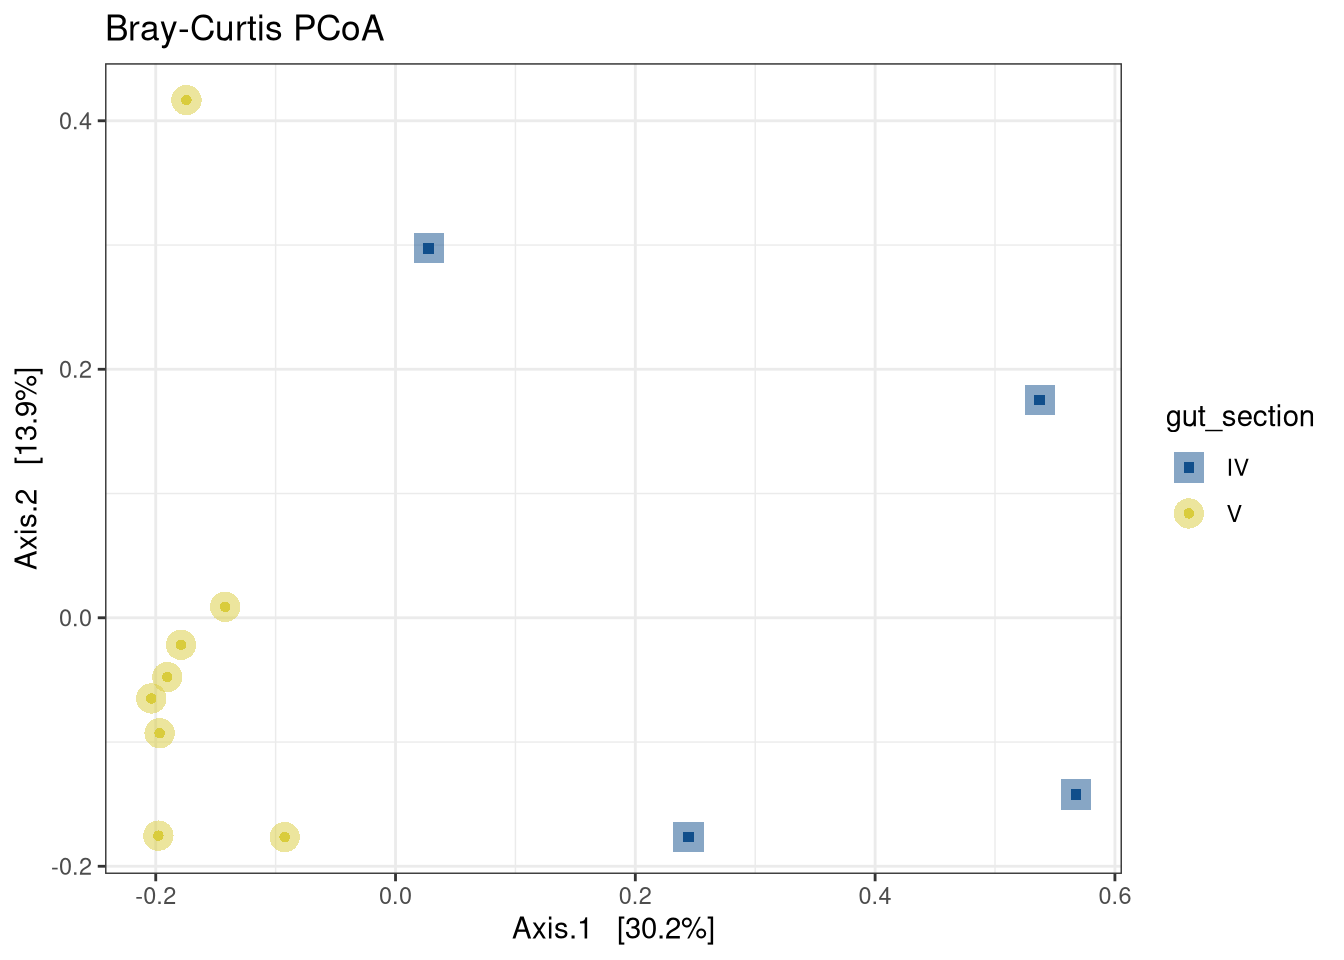 Bray-Curtis PCoA
0.4
0.2
0.0
-0.2
Axis.2 [13.9%]
-0.2 0.0 0.2 0.4 0.6
Axis.1 [30.2%]
gut_section
IV
V